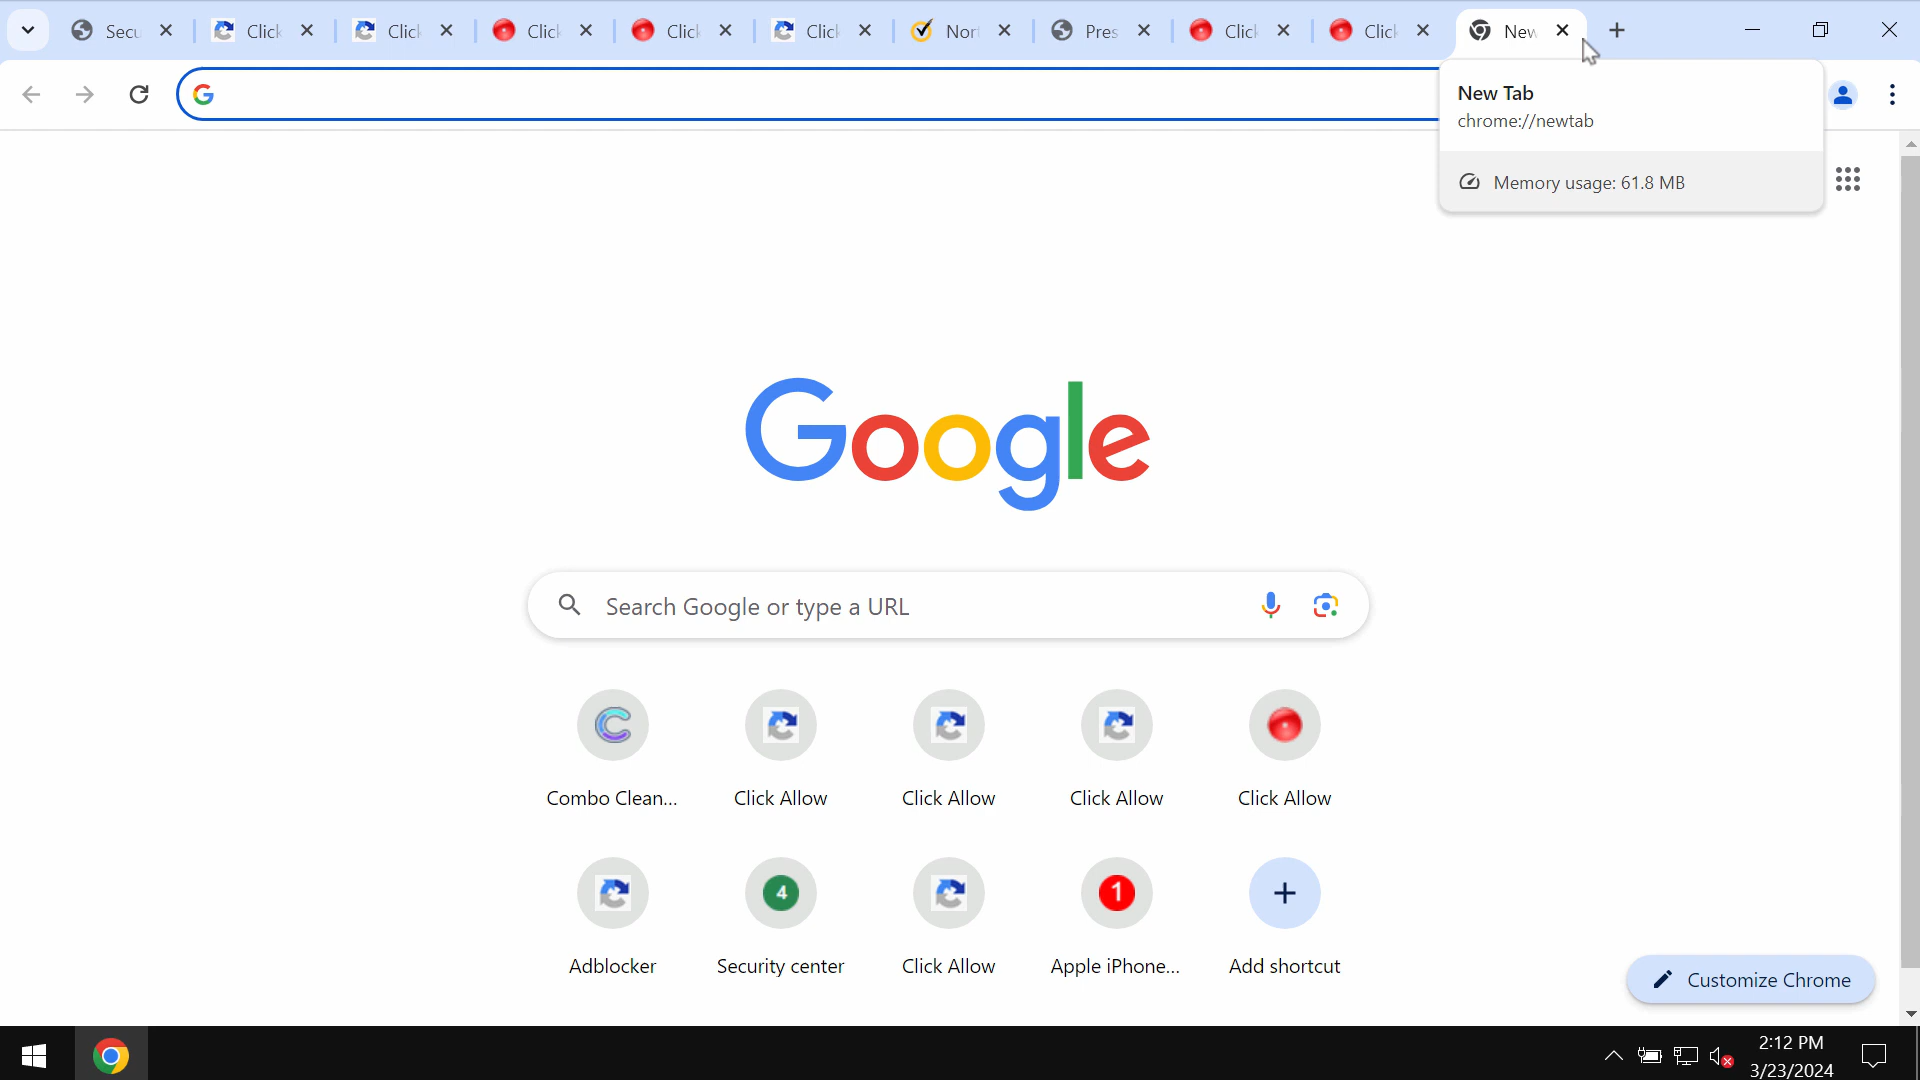 Secu
Click
Click
Click
Click
Click
Nor
Pres
Click
Click
New
New Tab
chrome://newtab
Memory usage: 61.8 MB
Google
Search Google or type a URL
Combo Clean...
Click Allow
Click Allow
Click Allow
Click Allow
4
1
Adblocker
Security center
Click Allow
Apple iPhone...
Add shortcut
Customize Chrome
2:12 PM
3/23/2024